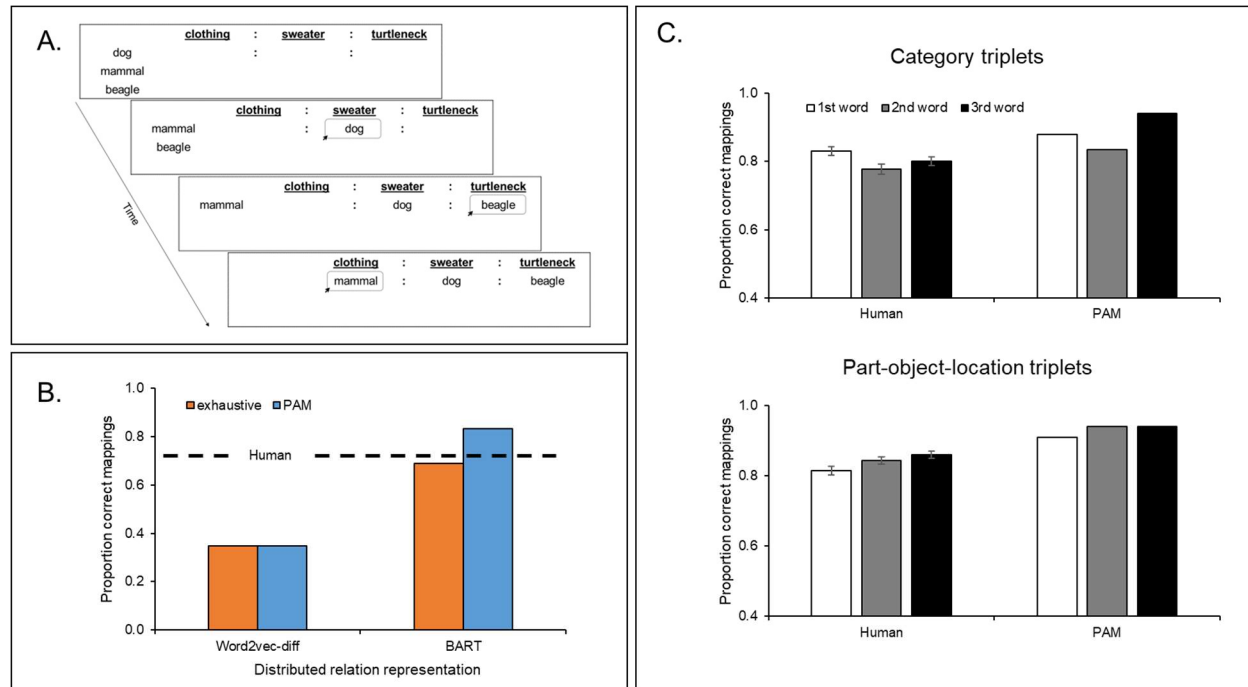 A.
clothing : sweater : turtleneck
dog : :
mammal
beagle
clothing : sweater : turtleneck
mammal : dog :
beagle
clothing : sweater : turtleneck
mammal : dog : beagle
clothing : sweater : turtleneck
mammal : dog : beagle
Time
B.
exhaustive PAM
Human
Proportion correct mappings
1.0
0.8
0.6
0.4
0.2
0.0
Word2vec-diff BART
Distributed relation representation
C.
Category triplets
1st word 2nd word 3rd word
Proportion correct mappings
1.0
0.8
0.6
0.4
Human PAM
Part-object-location triplets
Proportion correct mappings
1.0
0.8
0.6
0.4
Human PAM